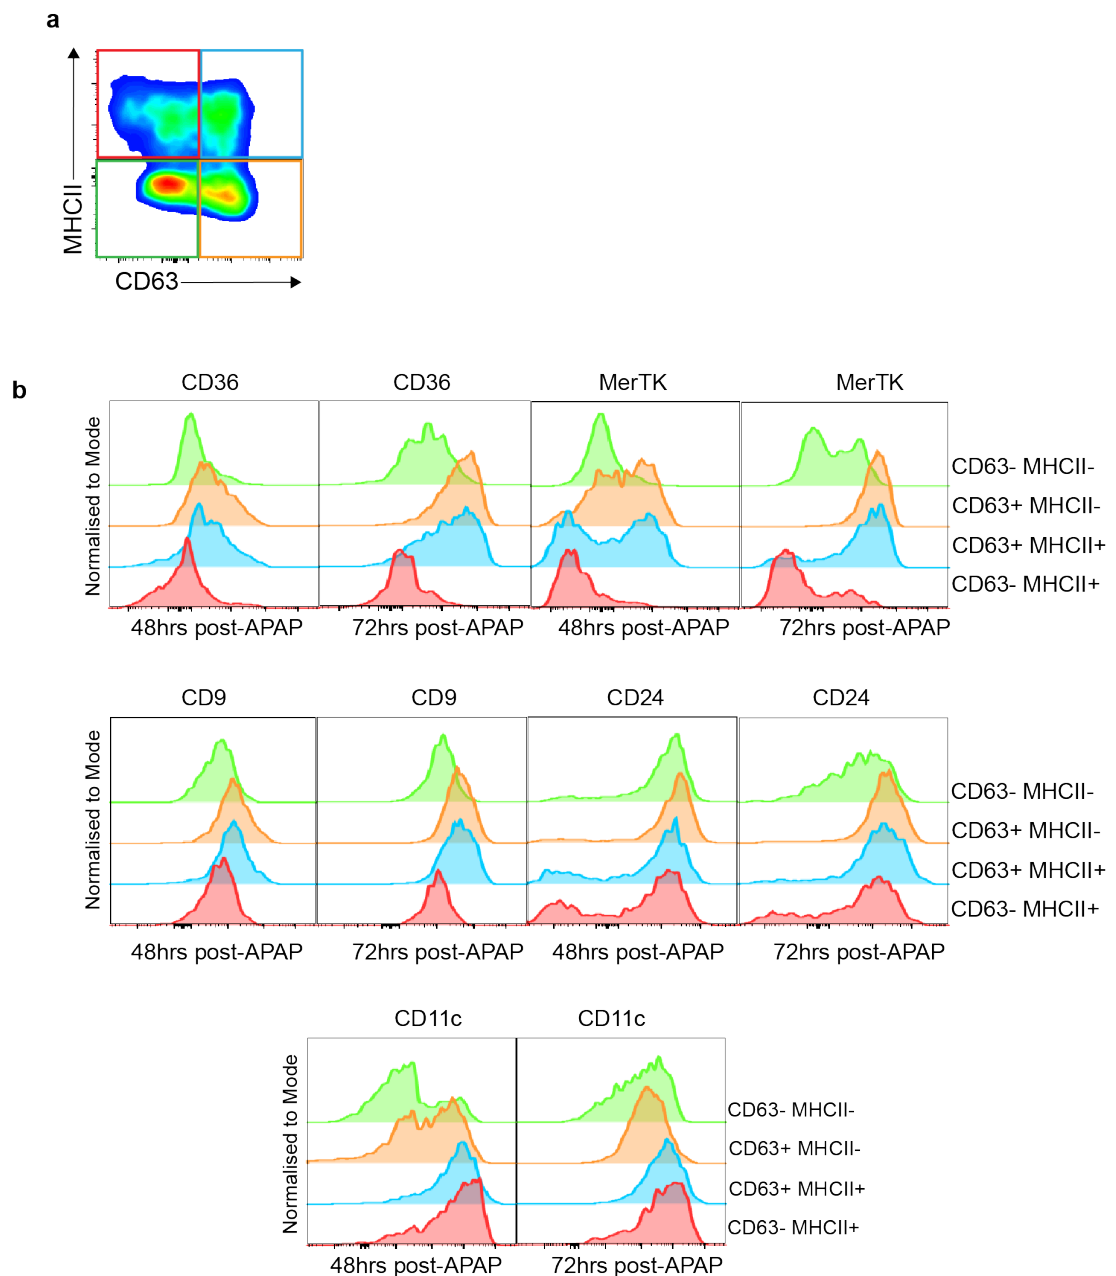 a
MHCII
CD63
b
CD36 CD36 MerTK MerTK
Normalised to Mode
CD63- MHCII-
CD63+ MHCII-
CD63+ MHCII+
CD63- MHCII+
48hrs post-APAP 72hrs post-APAP 48hrs post-APAP 72hrs post-APAP
CD9 CD9 CD24 CD24
Normalised to Mode
CD63- MHCII-
CD63+ MHCII-
CD63+ MHCII+
CD63- MHCII+
48hrs post-APAP 72hrs post-APAP 48hrs post-APAP 72hrs post-APAP
CD11c CD11c
Normalised to Mode
CD63- MHCII-
CD63+ MHCII-
CD63+ MHCII+
CD63- MHCII+
48hrs post-APAP 72hrs post-APAP